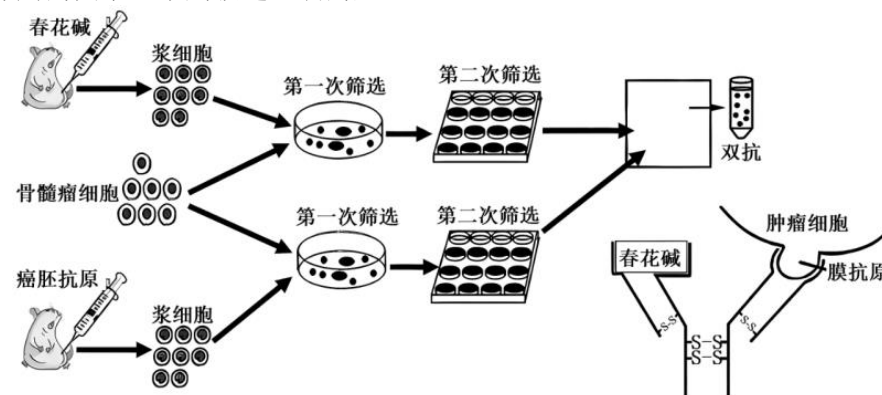 春花碱
浆细胞
第一次筛选
第二次筛选
双抗
骨髓瘤细胞
第一次筛选
第二次筛选
肿瘤细胞
春花碱
膜抗原
癌胚抗原
浆细胞
S-S
S-S
S-S
S-S